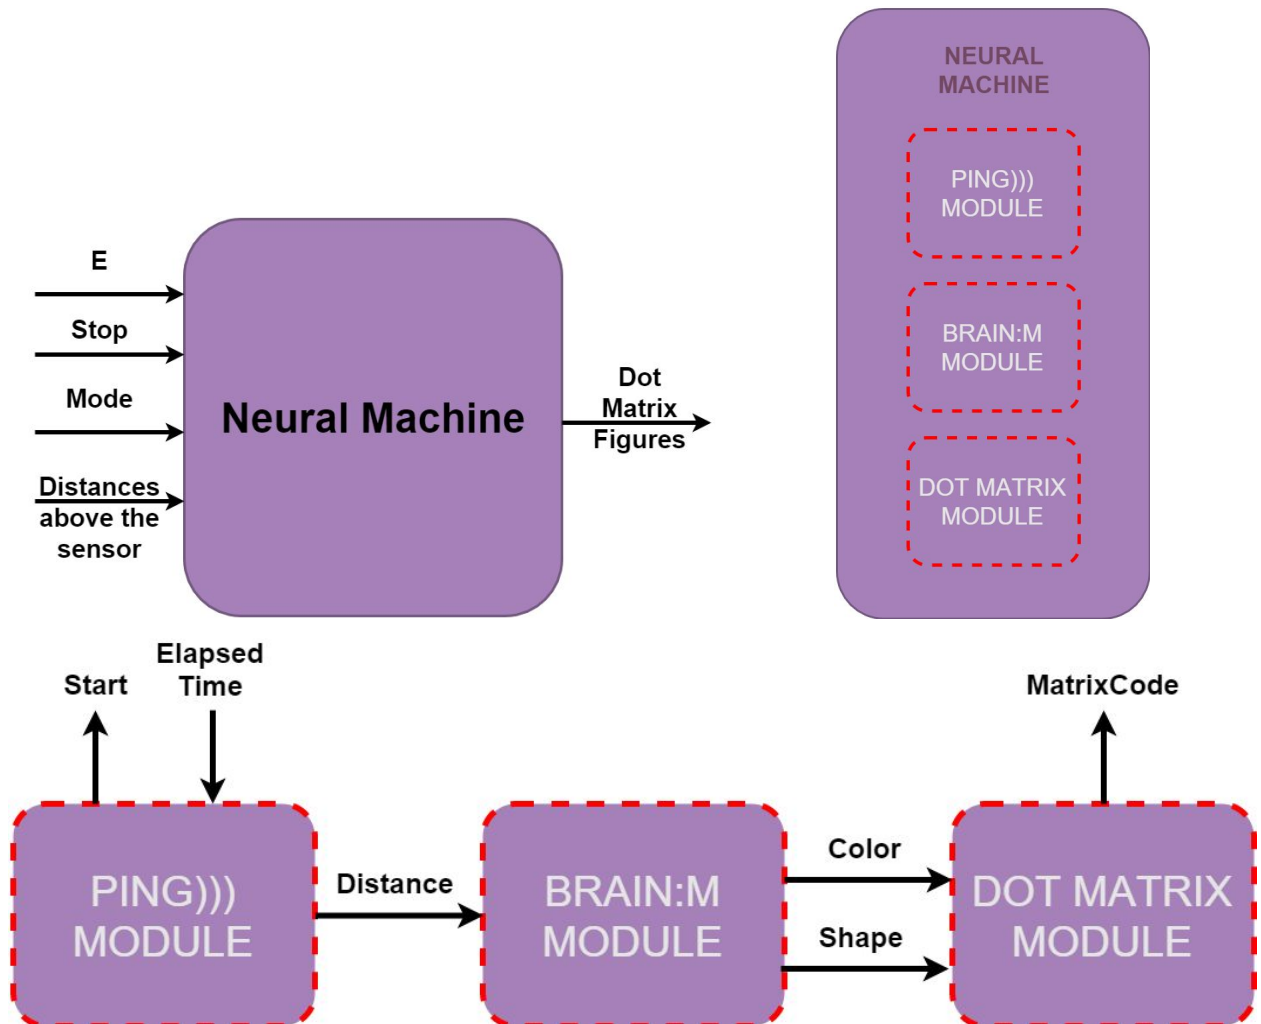 E
Stop
Mode
Distances
above the
sensor
Neural Machine
Dot
Matrix
Figures
NEURAL
MACHINE
PING)))
MODULE
BRAIN:M
MODULE
DOT MATRIX
MODULE
Start
Elapsed
Time
PING)))
MODULE
Distance
BRAIN:M
MODULE
Color
Shape
MatrixCode
DOT MATRIX
MODULE